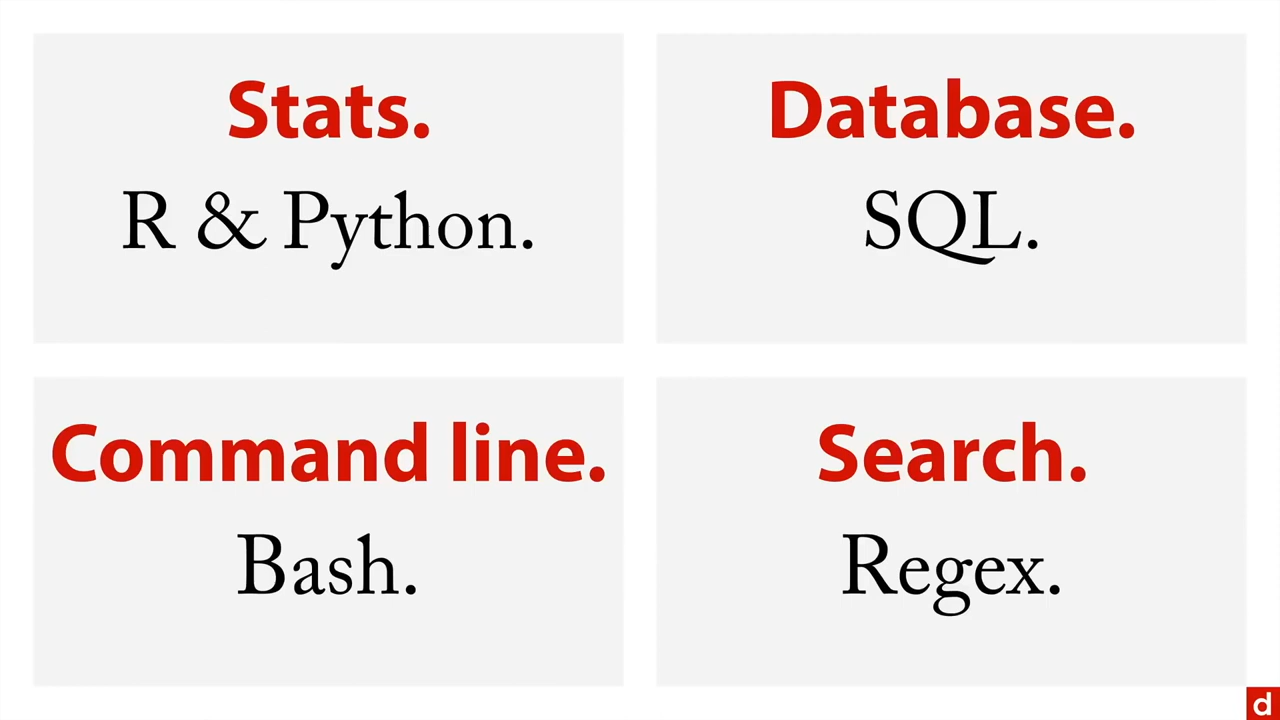 Stats.
R & Python.
Database.
SQL.
Command line.
Bash.
Search.
Regex.
d